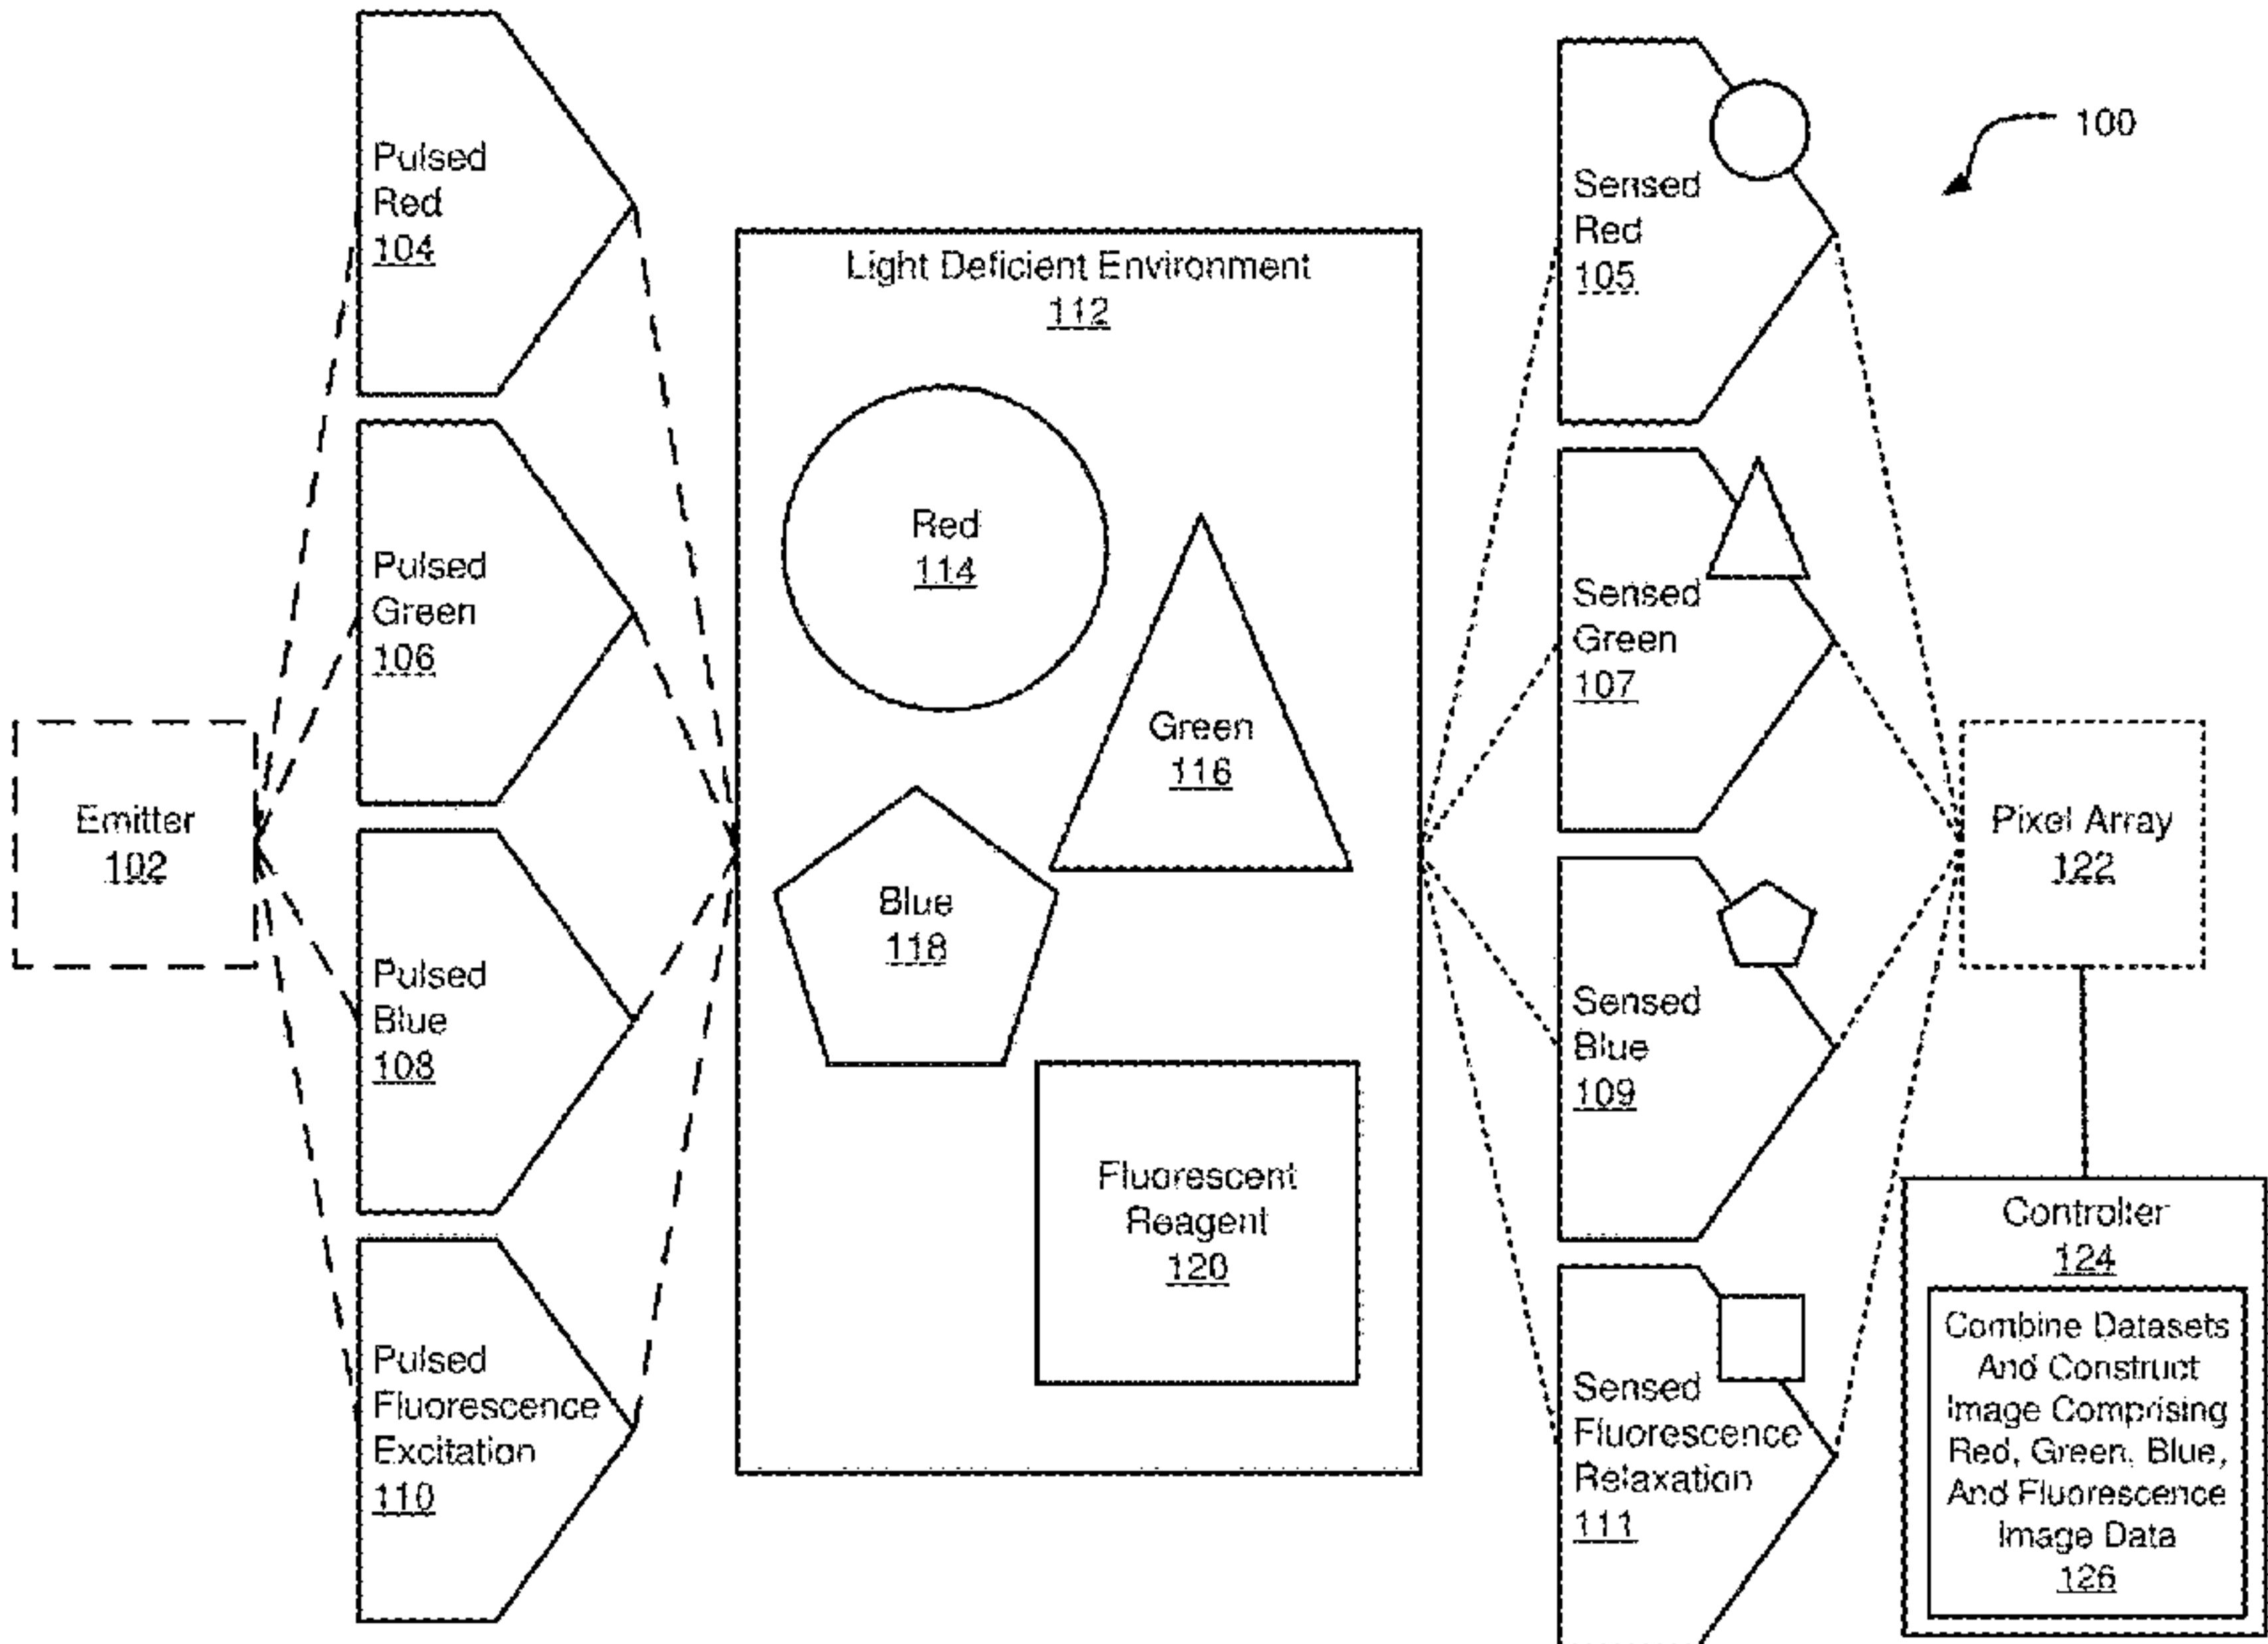 Pulsed
Red
104
Pulsed
Green
106
Emitter
102
Pulsed
Blue
108
Pulsed
Fluorescence
Excitation
110
Light Deficient Environment
112
Red
114
Green
116
Blue
118
Fluorescent
Reagent
120
Sensed
Red
105
100
Sensed
Green
107
Sensed
Blue
109
Sensed
Fluorescence
Relaxation
111
Pixel Array
122
Controller
124
Combine Datasets
And Construct
Image Comprising
Red, Green, Blue,
And Fluorescence
Image Data
126